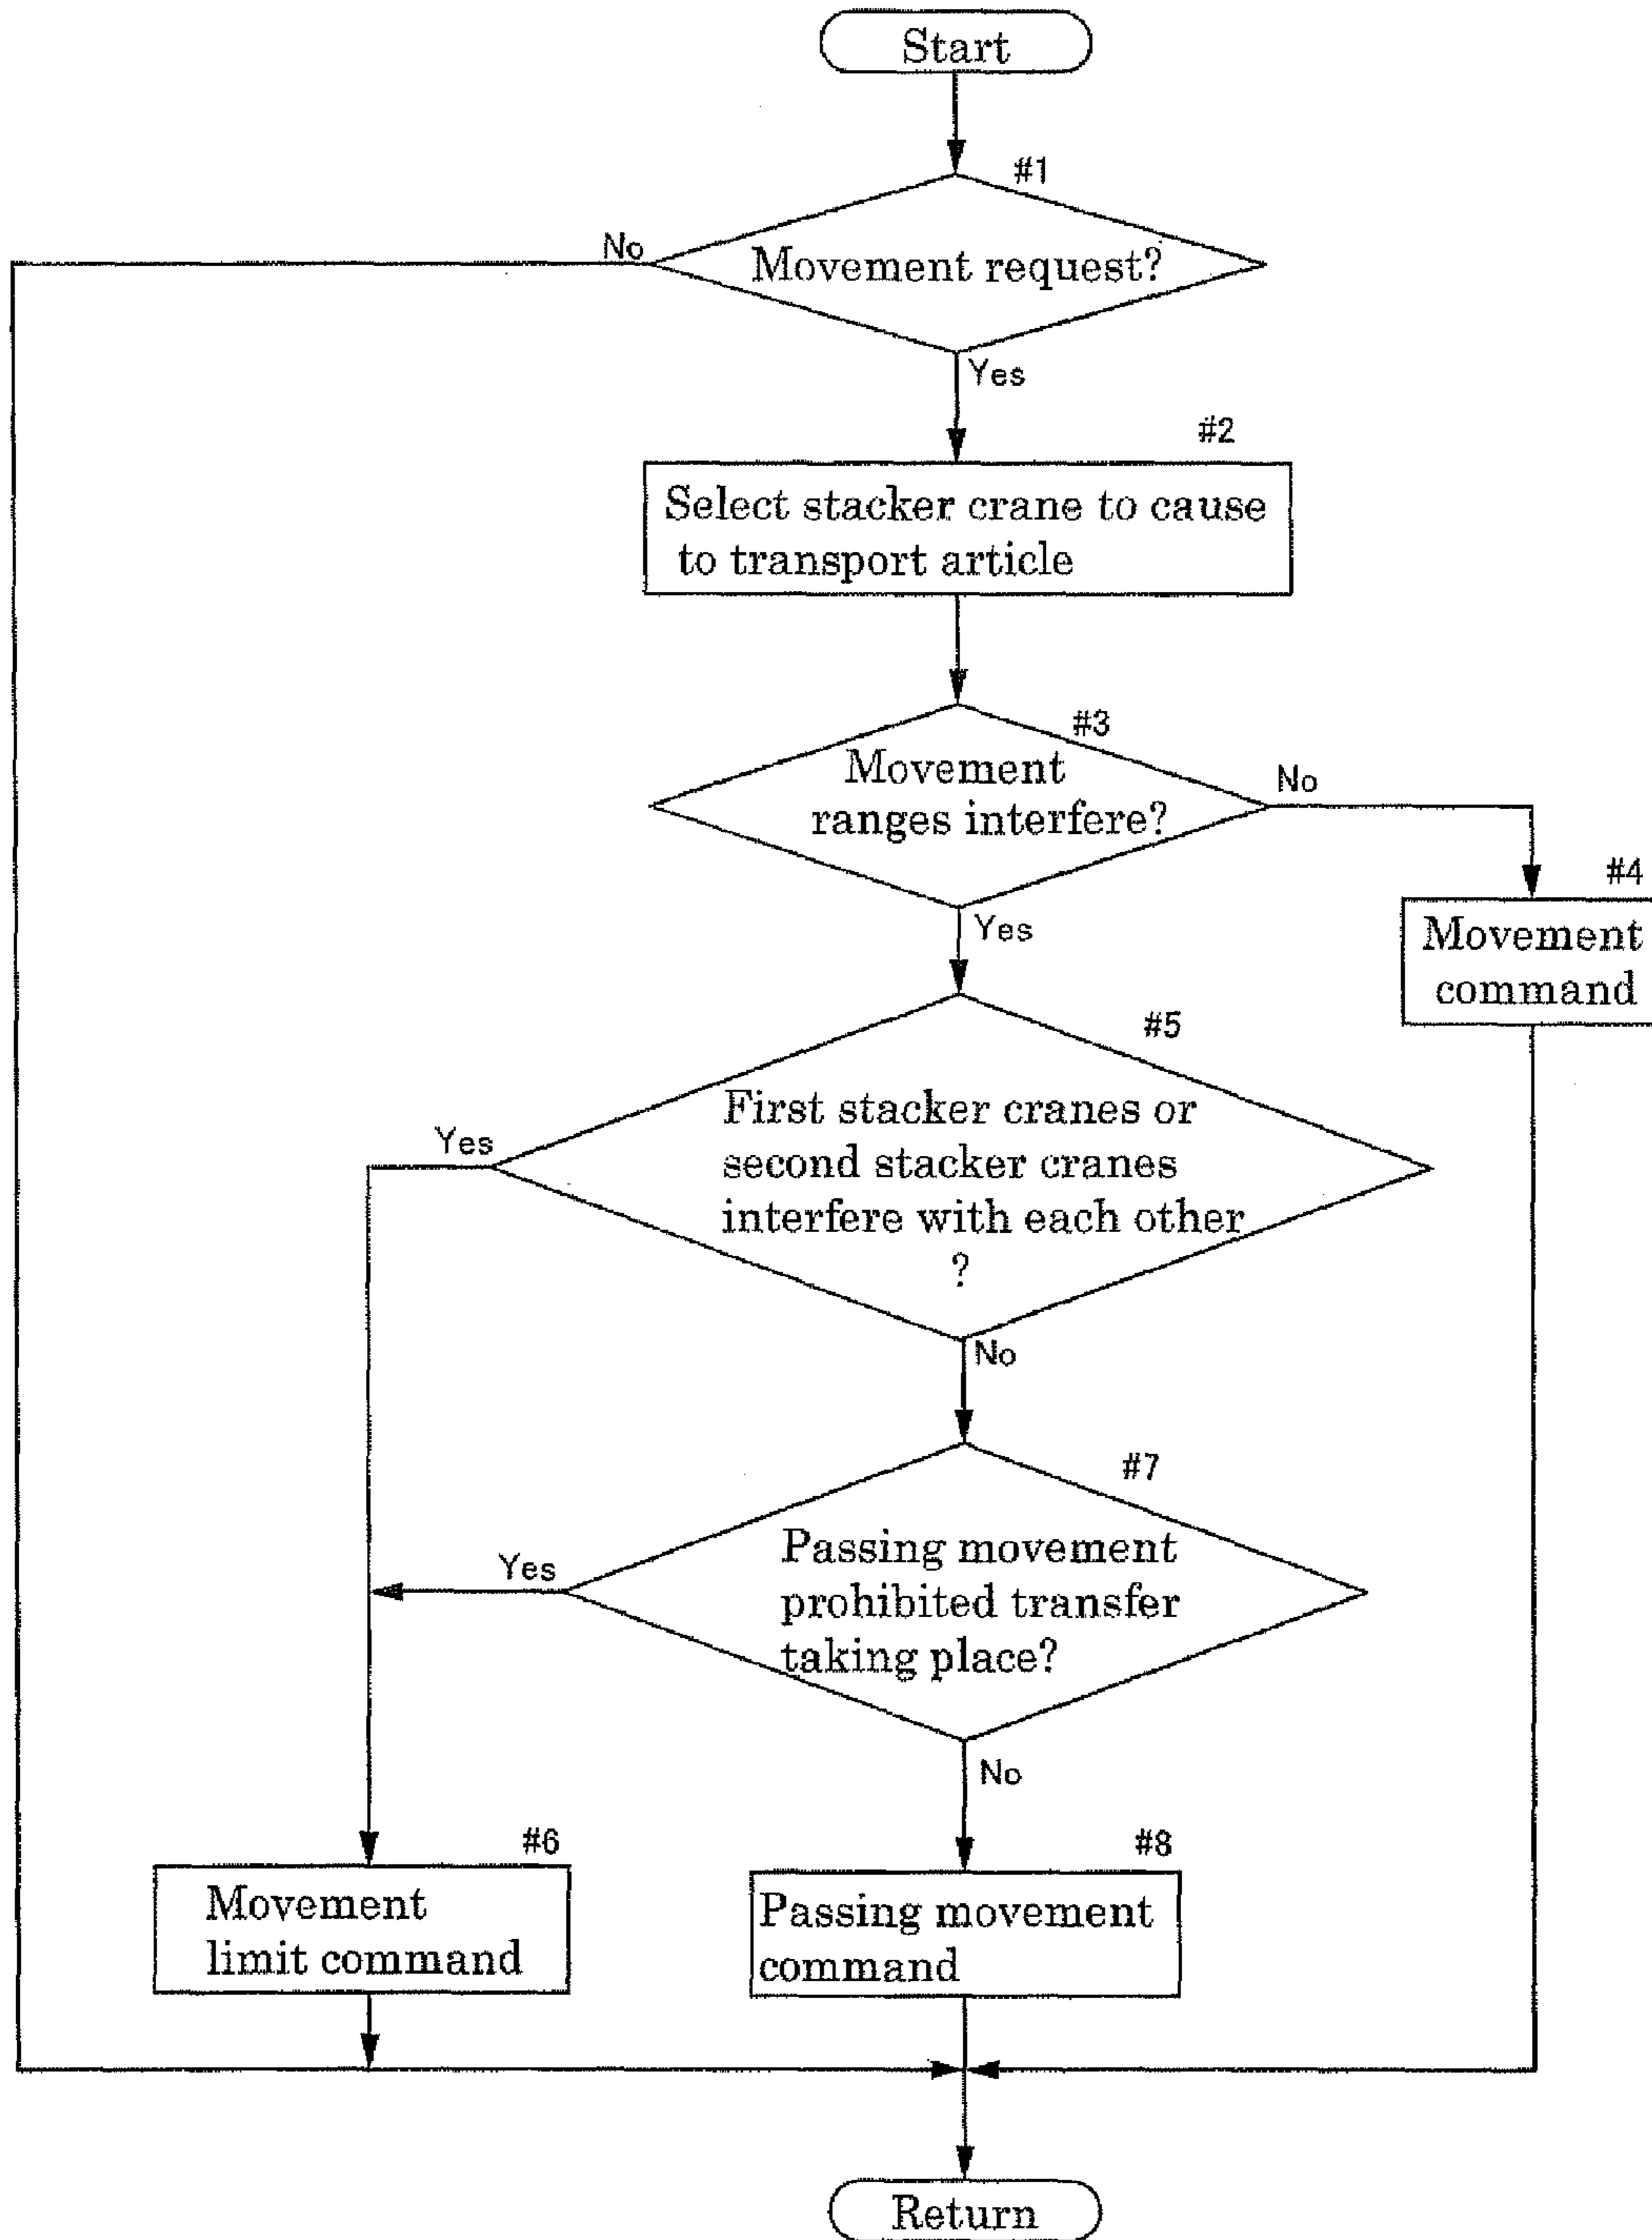 Start
#1
No
Movement request?
Yes
#2
Select stacker crane to cause
to transport article
#3
Movement
ranges interfere?
No
#4
Movement
command
Yes
#5
First stacker cranes or
second stacker cranes
interfere with each other
?
Yes
No
#7
Passing movement
prohibited transfer
taking place?
Yes
No
#6
Movement
limit command
#8
Passing movement
command
Return